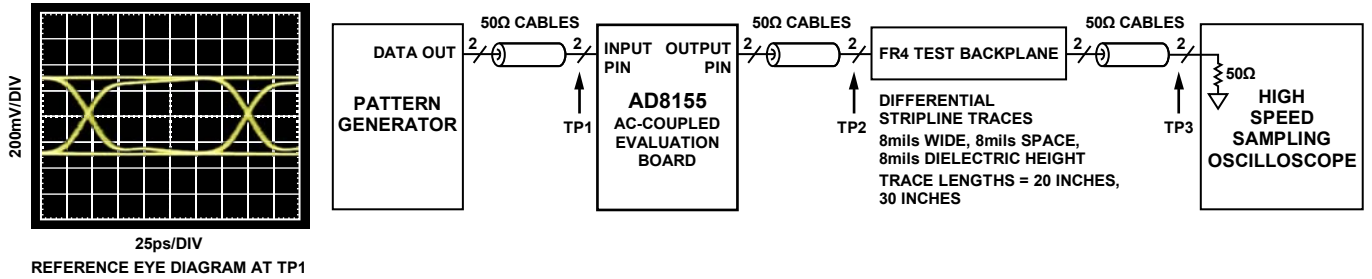 200mV/DIV
25ps/DIV
REFERENCE EYE DIAGRAM AT TP1
DATA OUT
PATTERN
GENERATOR
50Ω CABLES
2
2
TP1
INPUT
PIN
OUTPUT
PIN
AD8155
AC-COUPLED
EVALUATION
BOARD
50Ω CABLES
2
2
TP2
FR4 TEST BACKPLANE
DIFFERENTIAL
STRIPLINE TRACES
8mils WIDE, 8mils SPACE,
8mils DIELECTRIC HEIGHT
TRACE LENGTHS = 20 INCHES,
30 INCHES
50Ω CABLES
2
2
TP3
50Ω
HIGH
SPEED
SAMPLING
OSCILLOSCOPE